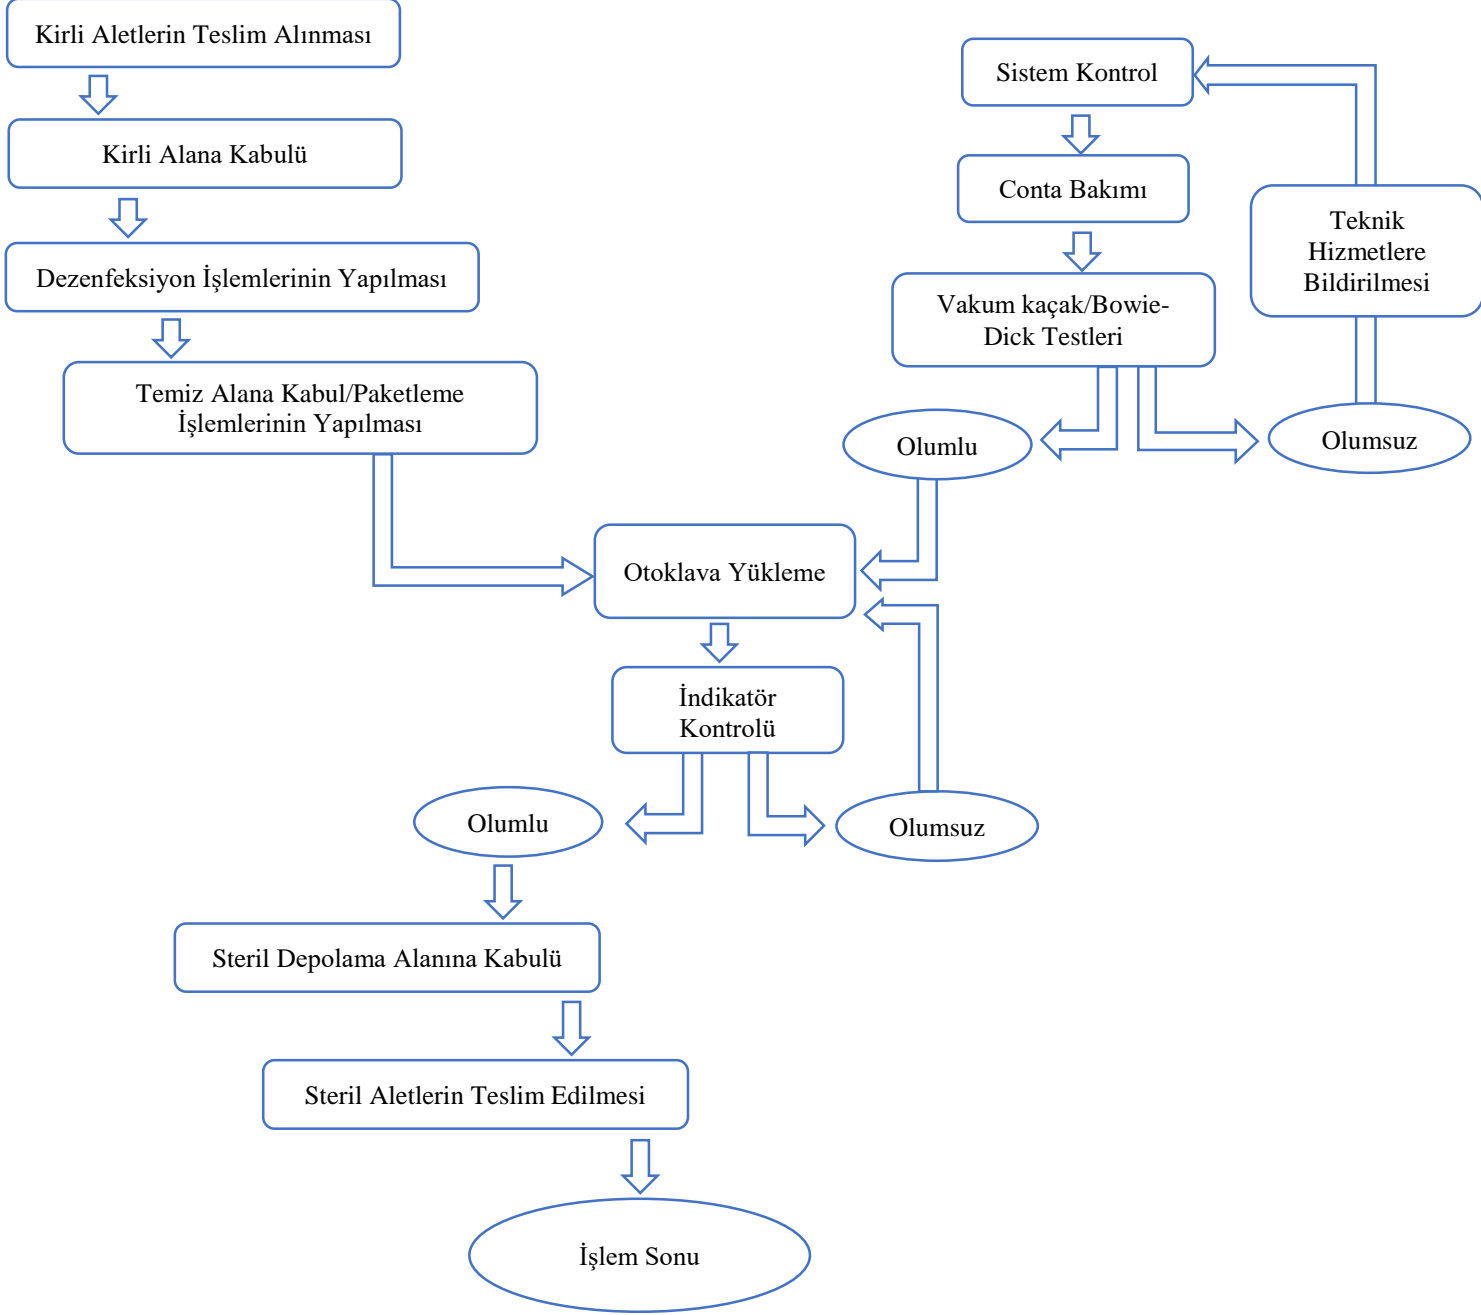 Kirli Aletlerin Teslim Alınması
Kirli Alana Kabulü
Dezenfeksiyon İşlemlerinin Yapılması
Temiz Alana Kabul/Paketleme
İşlemlerinin Yapılması
Sistem Kontrol
Conta Bakımı
Vakum kaçak/Bowie-
Dick Testleri
Teknik
Hizmetlere
Bildirilmesi
Olumlu
Olumsuz
Otoklava Yükleme
İndikatör
Kontrolü
Olumlu
Olumsuz
Steril Depolama Alanına Kabulü
Steril Aletlerin Teslim Edilmesi
İşlem Sonu